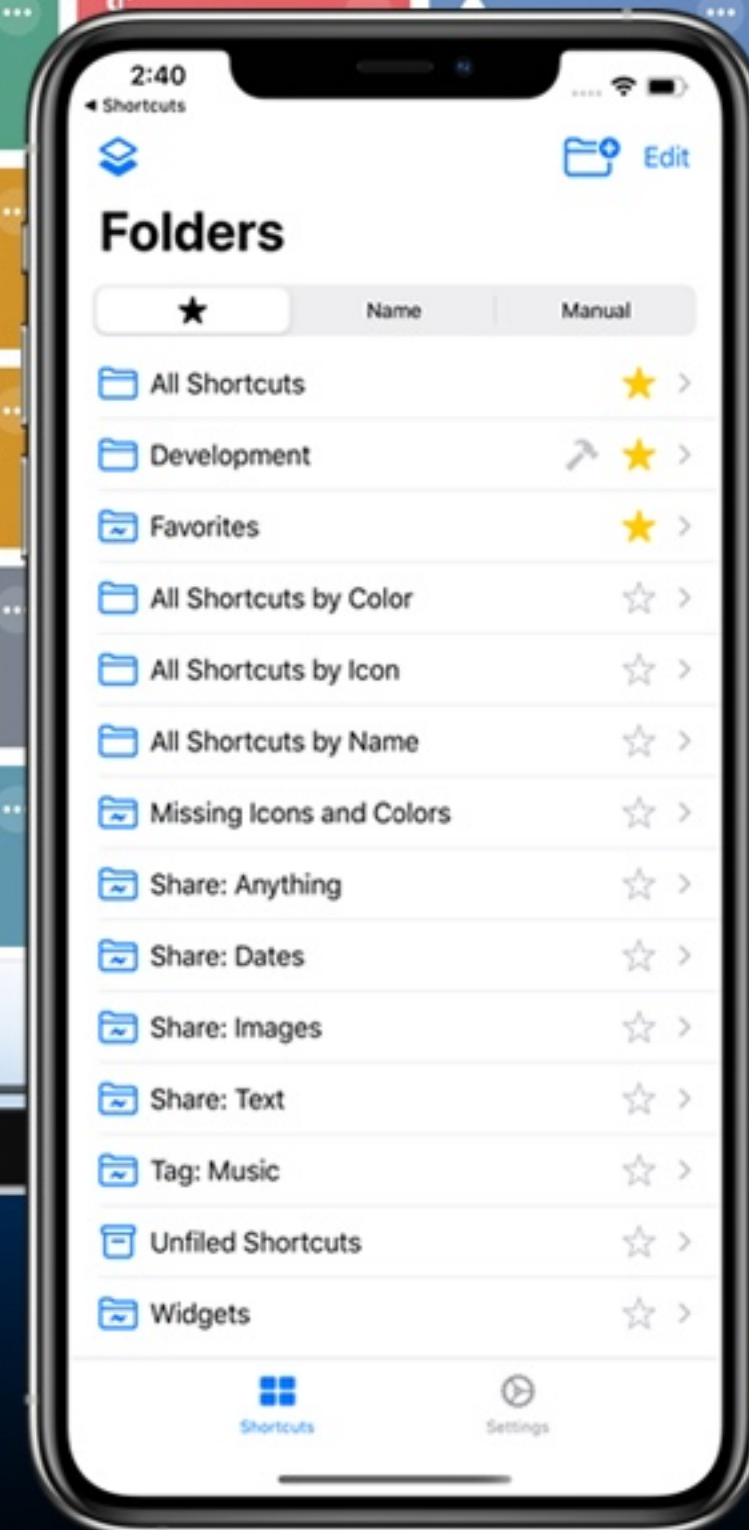 2:40
◀ Shortcuts
Edit
Folders
Name
Manual
All Shortcuts
Development
Favorites
All Shortcuts by Color
All Shortcuts by Icon
All Shortcuts by Name
Missing Icons and Colors
Share: Anything
Share: Dates
Share: Images
Share: Text
Tag: Music
Unfiled Shortcuts
Widgets
Shortcuts
Settings